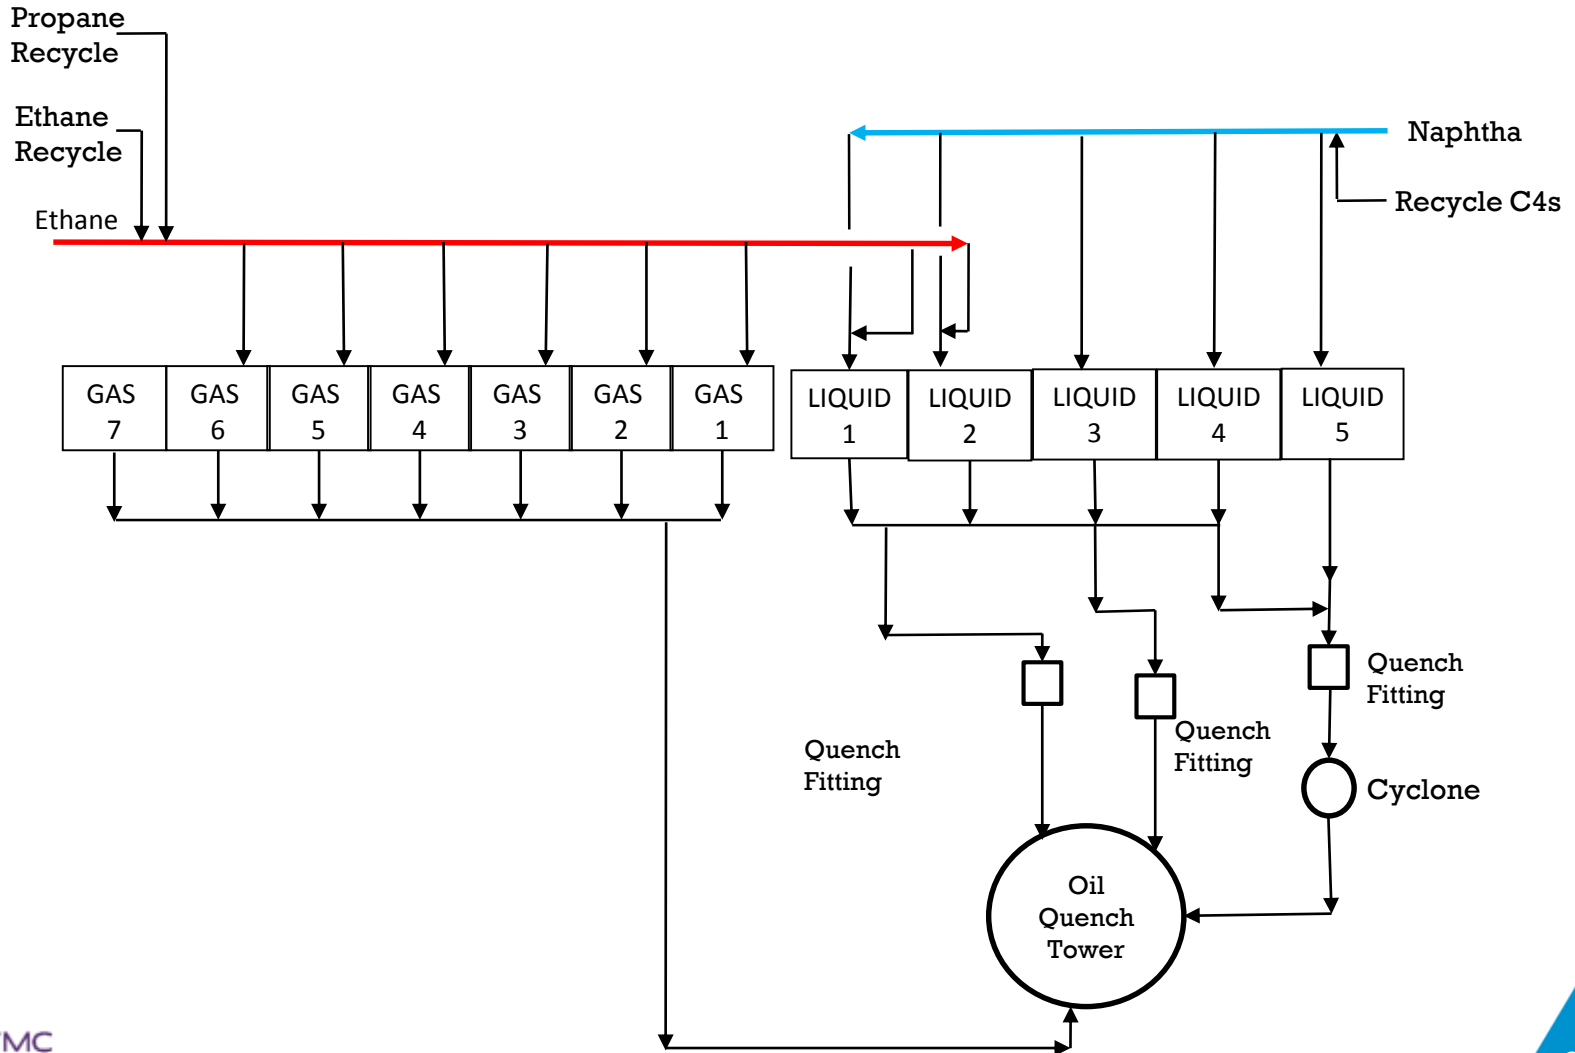 Propane
Recycle
Ethane
Recycle
Ethane
Naphtha
Recycle C4s
GAS
7
GAS
6
GAS
5
GAS
4
GAS
3
GAS
2
GAS
1
LIQUID
1
LIQUID
2
LIQUID
3
LIQUID
4
LIQUID
5
Quench
Fitting
Quench
Fitting
Quench
Fitting
Cyclone
Oil
Quench
Tower
MC